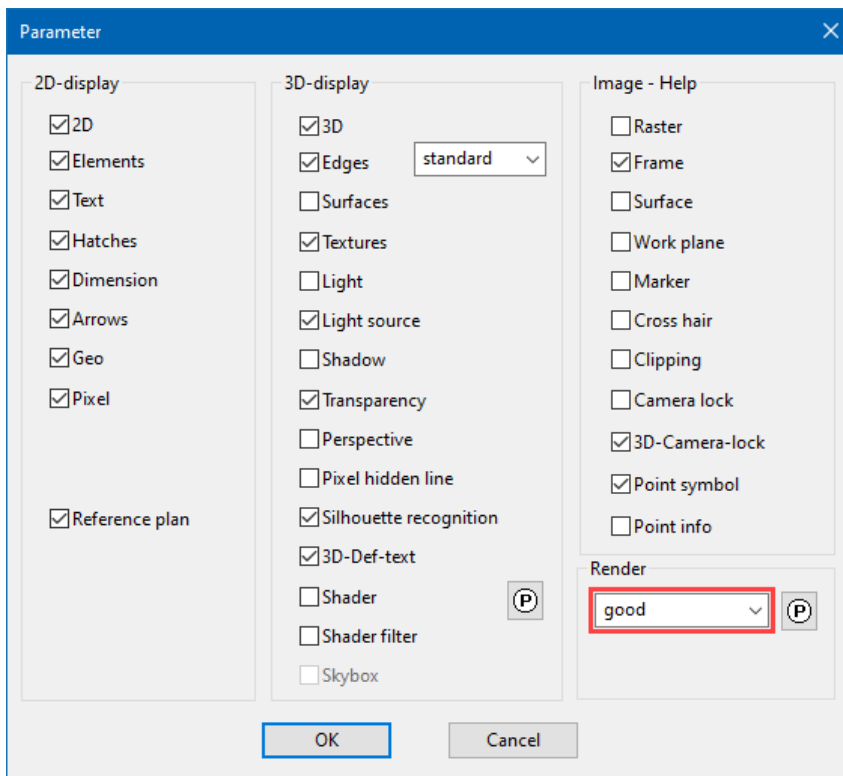 Parameter
2D-display
2D
Elements
Text
Hatches
Dimension
Arrows
Geo
Pixel
Reference plan
3D-display
3D
Edges
standard
Surfaces
Textures
Light
Light source
Shadow
Transparency
Perspective
Pixel hidden line
Silhouette recognition
3D-Def-text
Shader
P
Shader filter
Skybox
Image - Help
Raster
Frame
Surface
Work plane
Marker
Cross hair
Clipping
Camera lock
3D-Camera-lock
Point symbol
Point info
Render
good
P
OK
Cancel